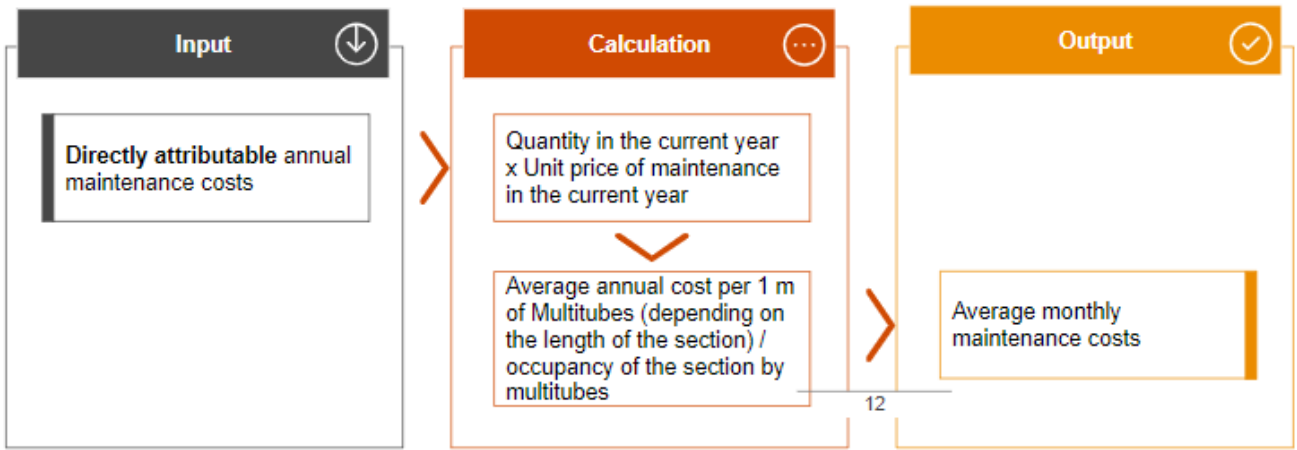 Input
Directly attributable annual
maintenance costs
Calculation
Quantity in the current year
x Unit price of maintenance
in the current year
Average annual cost per 1 m
of Multitubes (depending on
the length of the section) /
occupancy of the section by
multitubes
12
Output
Average monthly
maintenance costs